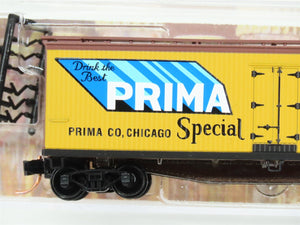 Drink the
Best
PRIMA
PRIMA CO, CHICAGO Special